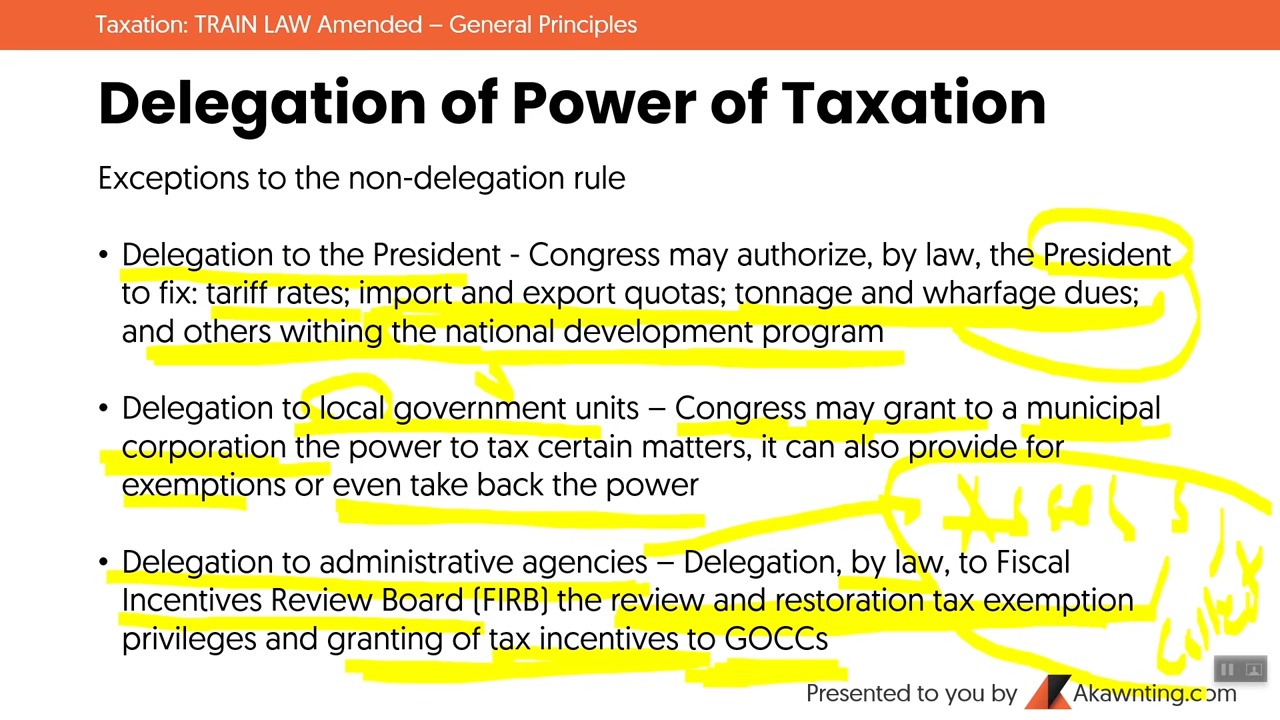 Taxation: TRAIN LAW Amended – General Principles
Delegation of Power of Taxation
Exceptions to the non-delegation rule
• Delegation to the President - Congress may authorize, by law, the President
to fix: tariff rates; import and export quotas; tonnage and wharfage dues;
and others withing the national development program
• Delegation to local government units – Congress may grant to a municipal
corporation the power to tax certain matters, it can also provide for
exemptions or even take back the power
• Delegation to administrative agencies – Delegation, by law, to Fiscal
Incentives Review Board (FIRB) the review and restoration tax exemption
privileges and granting of tax incentives to GOCCs
Presented to you by Akawnting.com